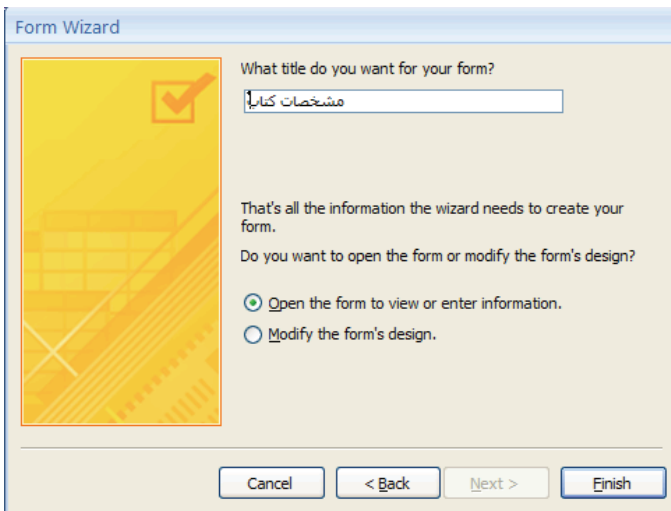 Form Wizard
What title do you want for your form?
مشخصات کتاب
That's all the information the wizard needs to create your
form.
Do you want to open the form or modify the form's design?
Open the form to view or enter information.
Modify the form's design.
Cancel
< Back
Next >
Finish